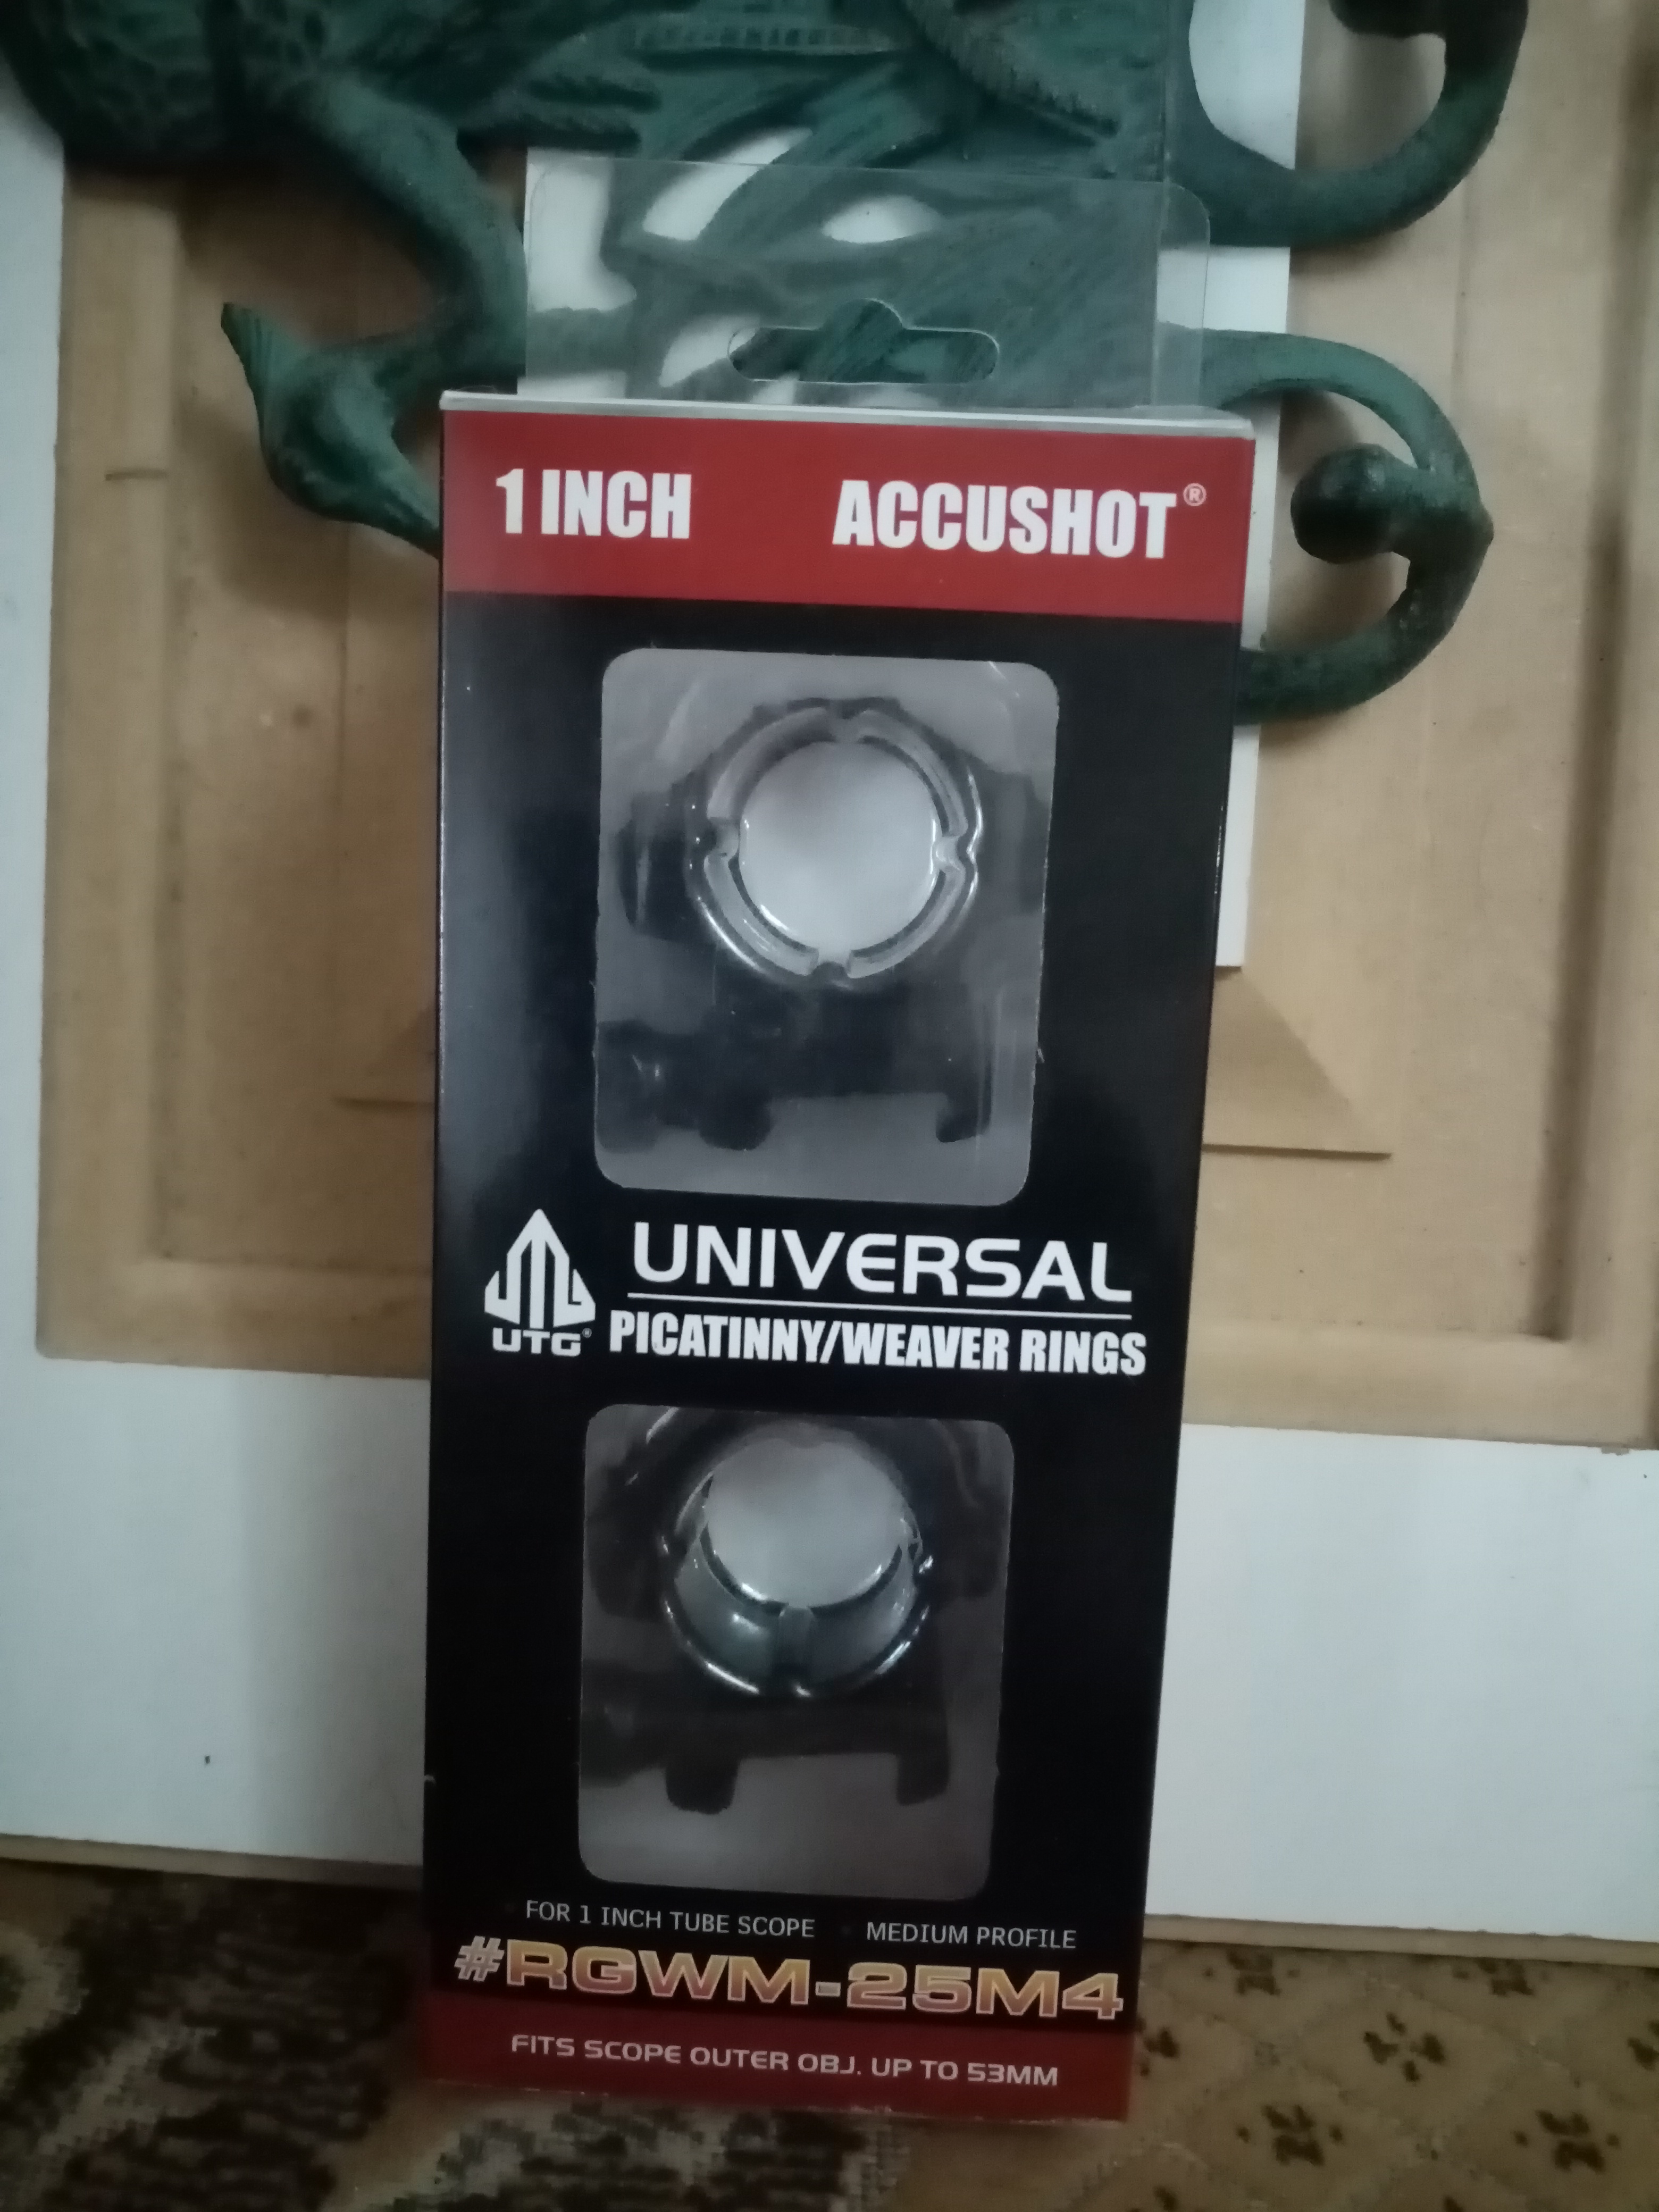 1 INCH ACCUSHOT®
UNIVERSAL
UTG® PICATINNY/WEAVER RINGS
FOR 1 INCH TUBE SCOPE MEDIUM PROFILE
#RGWM-25M4
FITS SCOPE OUTER OBJ. UP TO 53MM